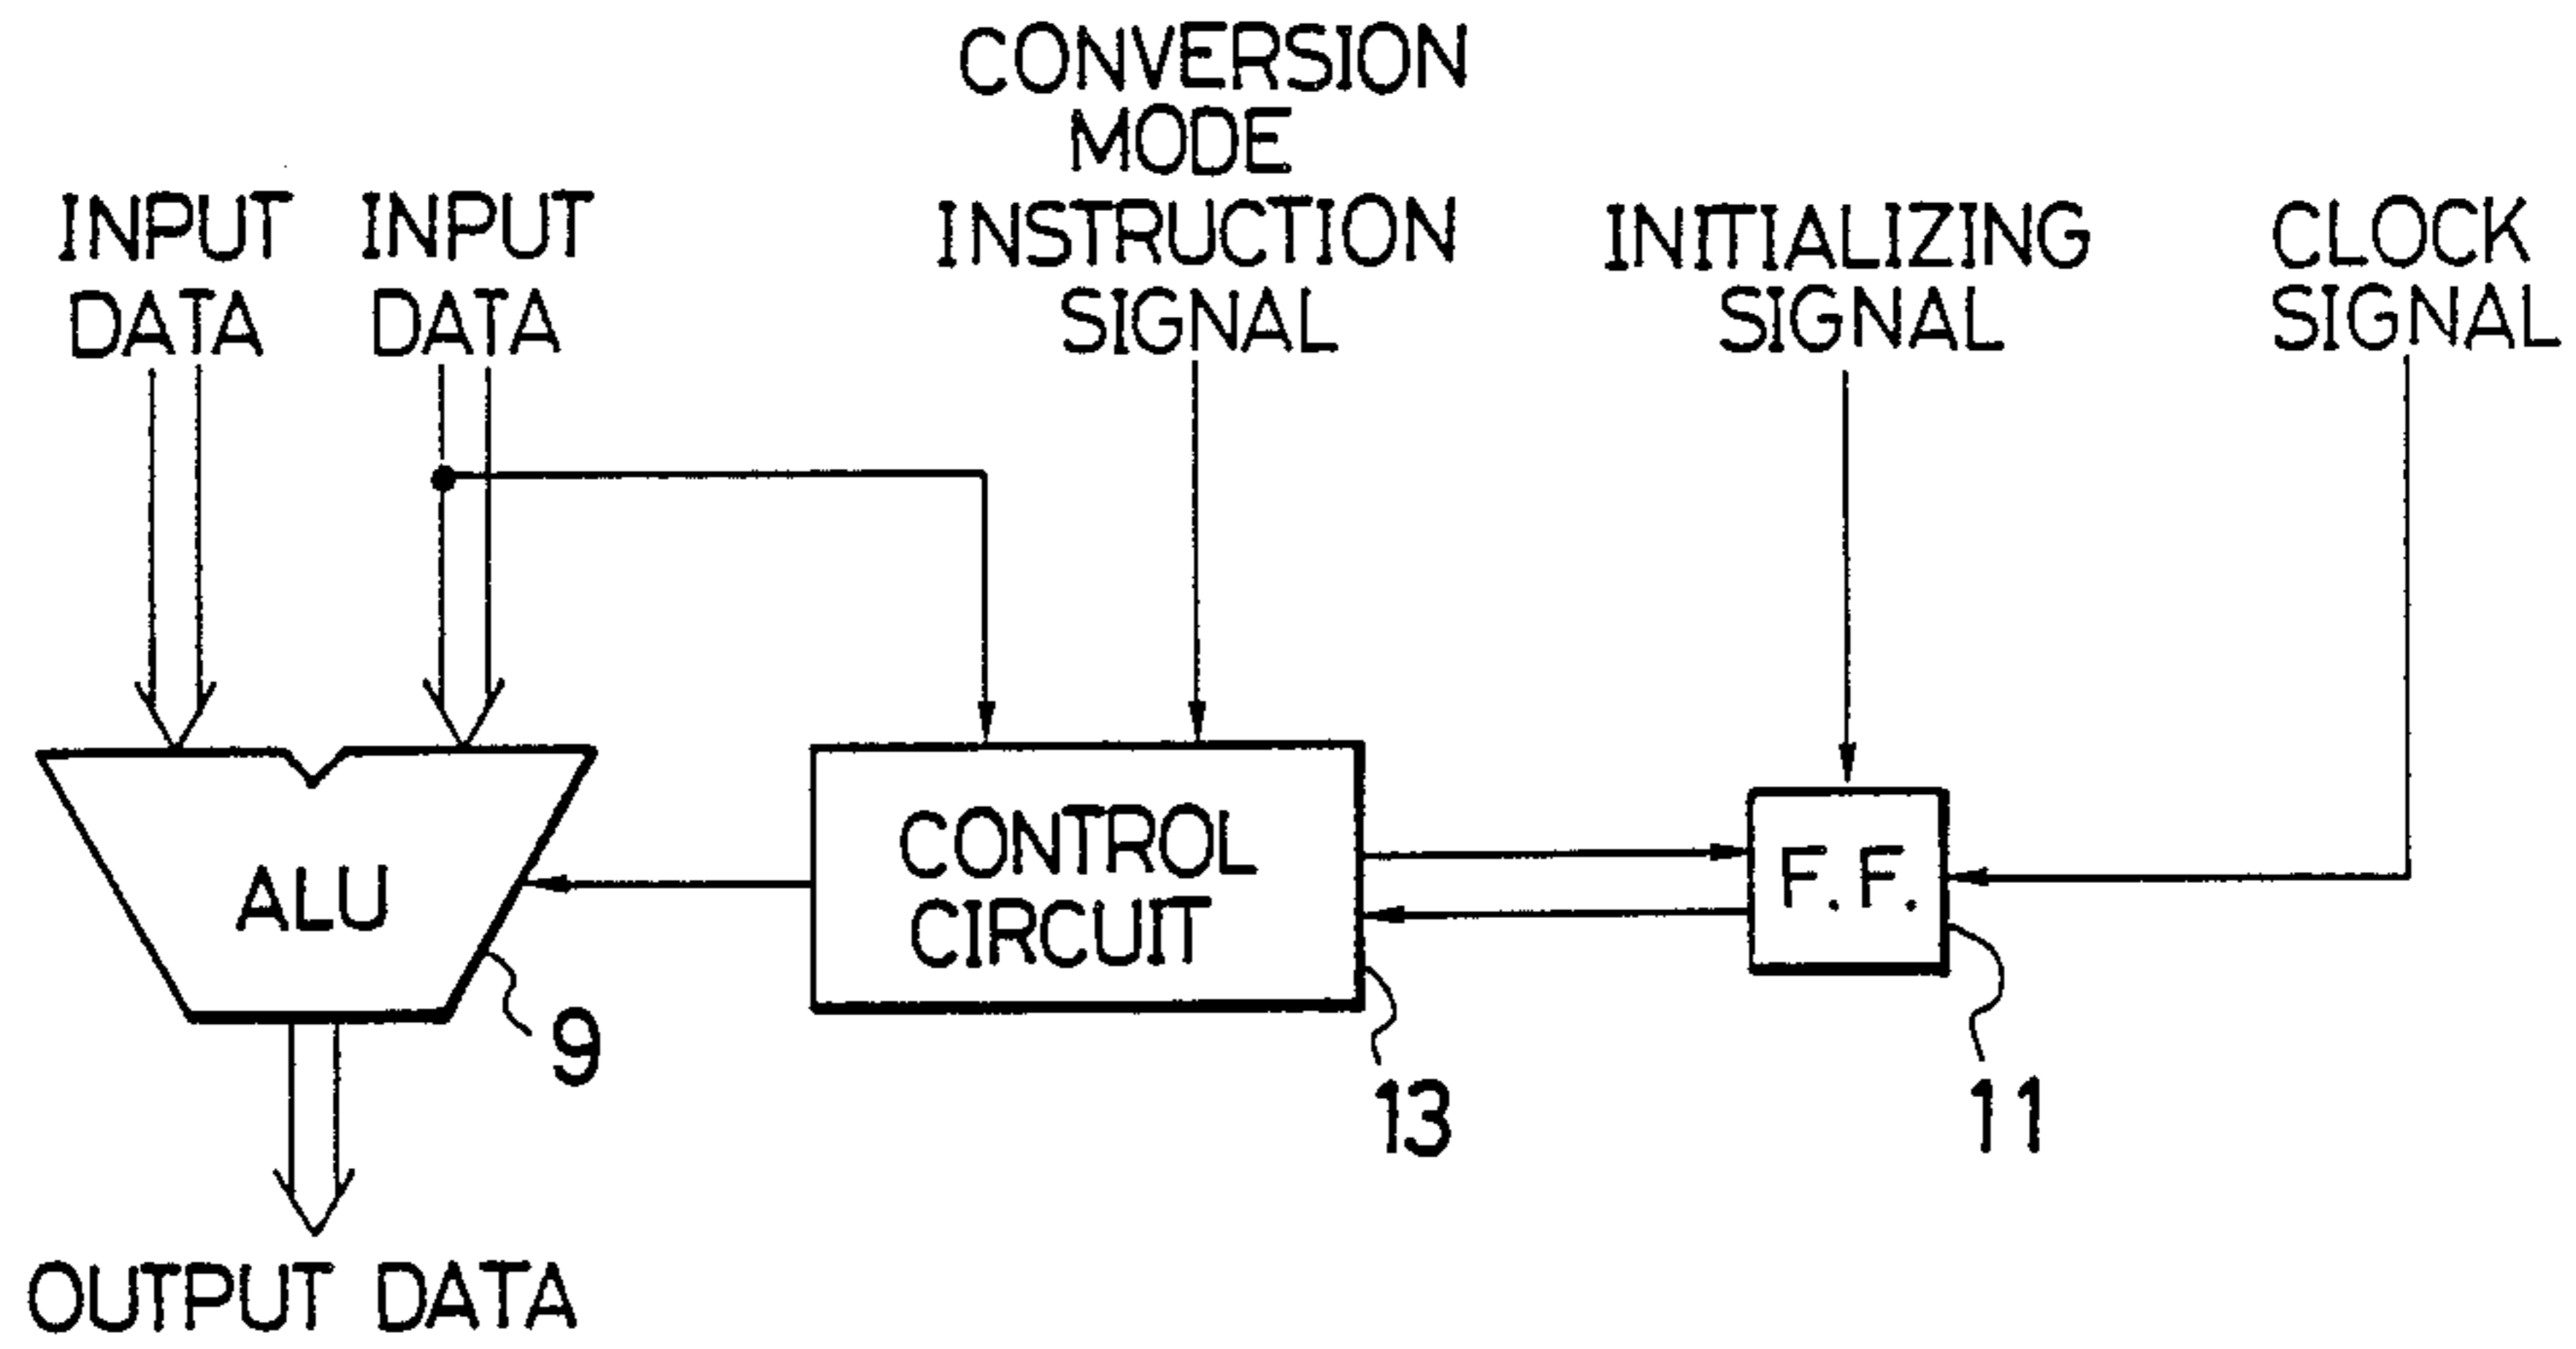 INPUT
DATA
INPUT
DATA
CONVERSION
MODE
INSTRUCTION
SIGNAL
INITIALIZING
SIGNAL
CLOCK
SIGNAL
ALU
9
CONTROL
CIRCUIT
13
F.F.
11
OUTPUT DATA